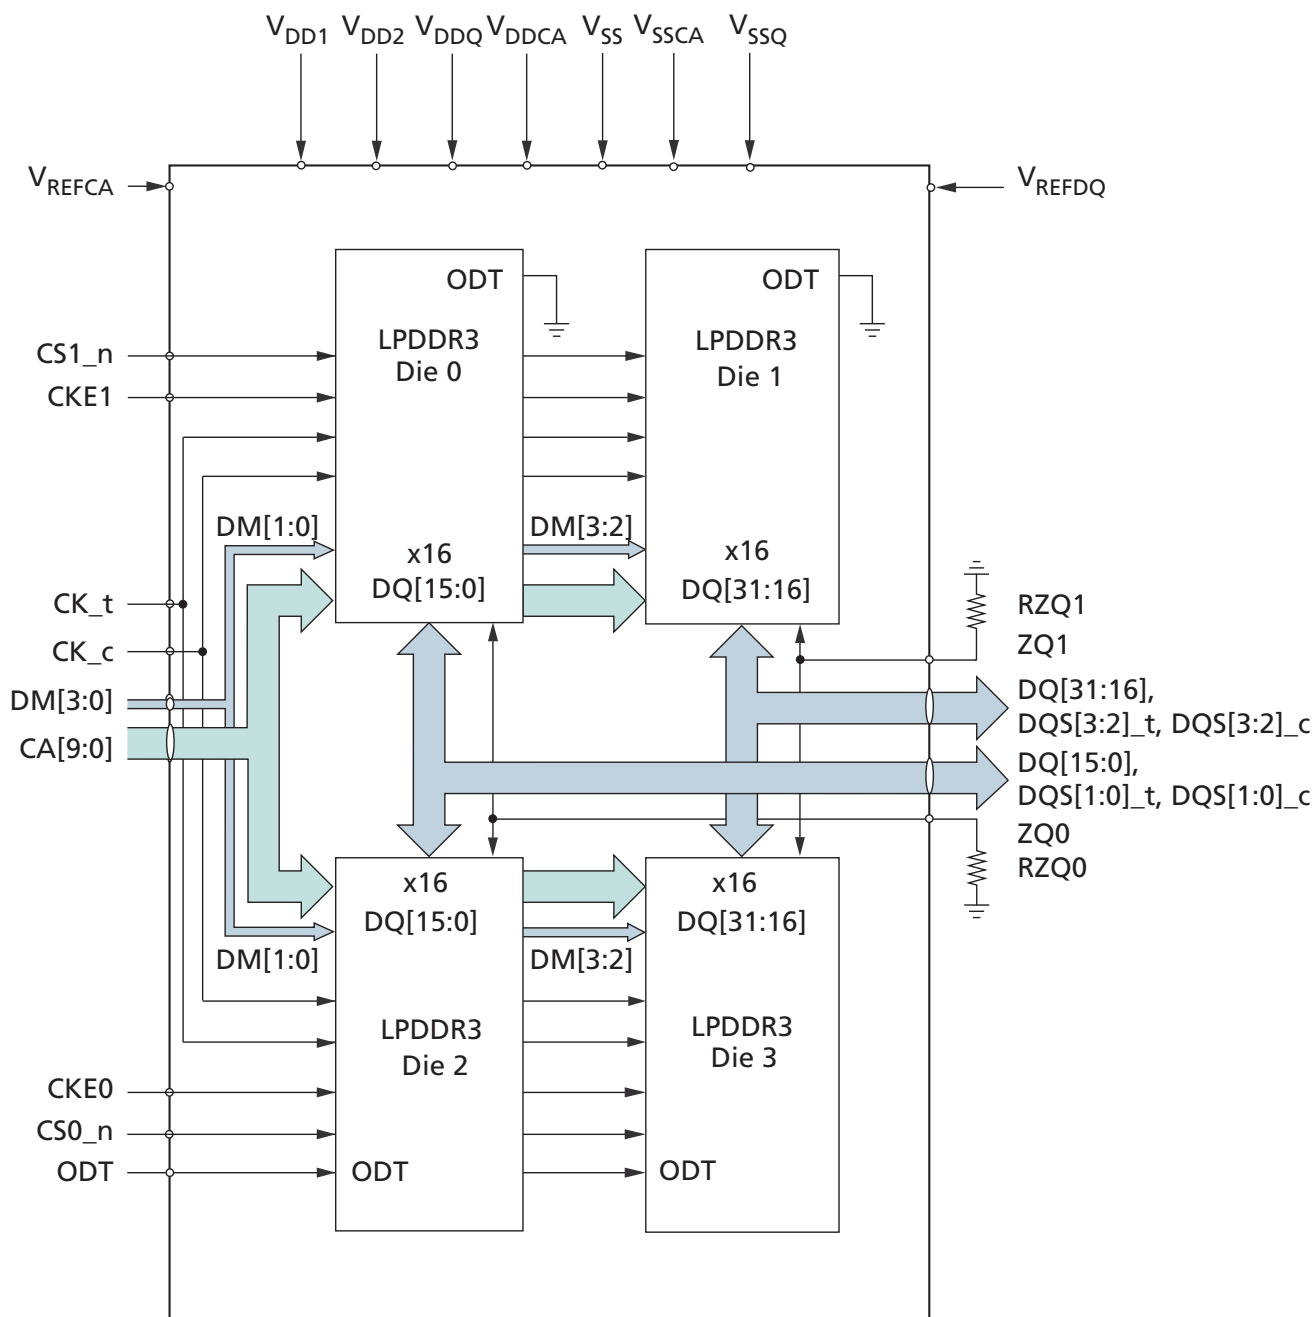 VDD1 VDD2 VDDQ VDDCA VSS VSSCA VSSQ
VREFCA
VREFDQ
ODT
LPDDR3
Die 0
x16
DQ[15:0]
ODT
LPDDR3
Die 1
x16
DQ[31:16]
CS1_n
CKE1
DM[1:0]
DM[3:2]
CK_t
CK_c
DM[3:0]
CA[9:0]
RZQ1
ZQ1
DQ[31:16],
DQS[3:2]_t, DQS[3:2]_c
DQ[15:0],
DQS[1:0]_t, DQS[1:0]_c
ZQ0
RZQ0
x16
DQ[15:0]
x16
DQ[31:16]
DM[1:0]
DM[3:2]
LPDDR3
Die 2
LPDDR3
Die 3
CKE0
CS0_n
ODT
ODT
ODT